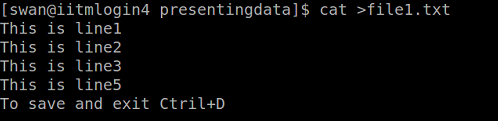 [swan@iitmlogin4 presentingdata]$ cat >file1.txt
This is line1
This is line2
This is line3
This is line5
To save and exit Ctril+D